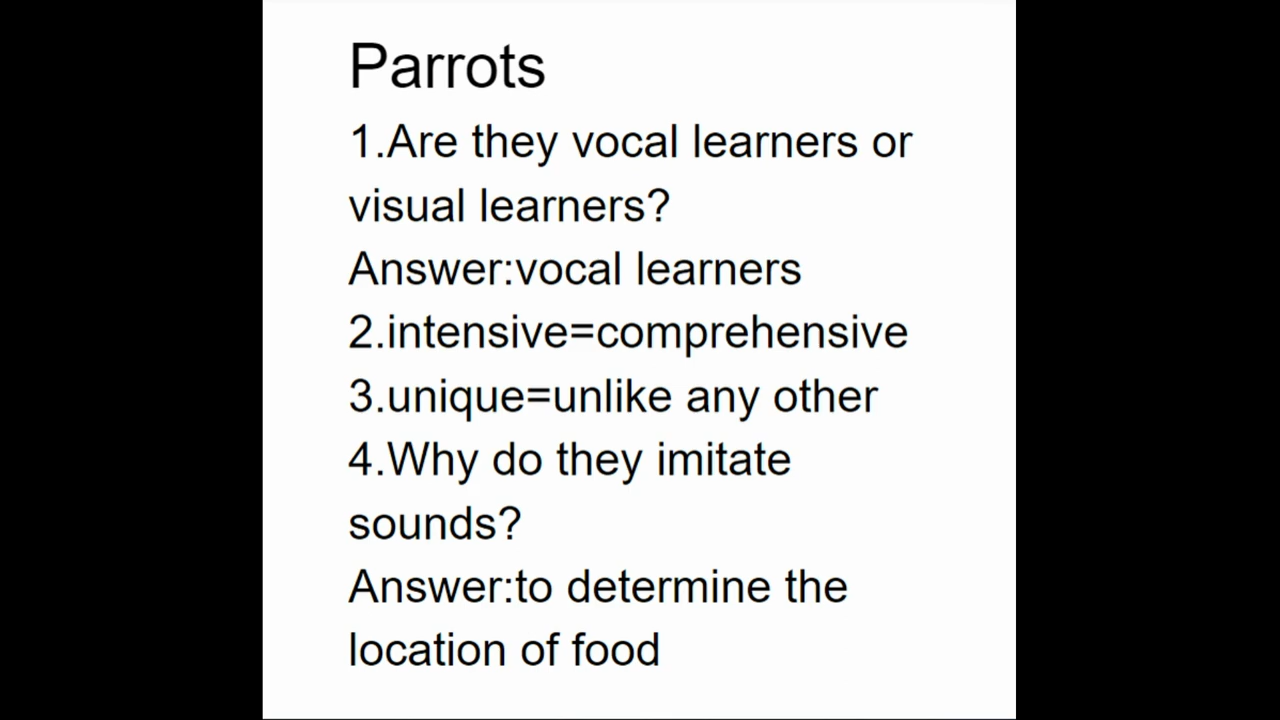 Parrots
1.Are they vocal learners or
visual learners?
Answer:vocal learners
2.intensive=comprehensive
3.unique=unlike any other
4.Why do they imitate
sounds?
Answer:to determine the
location of food